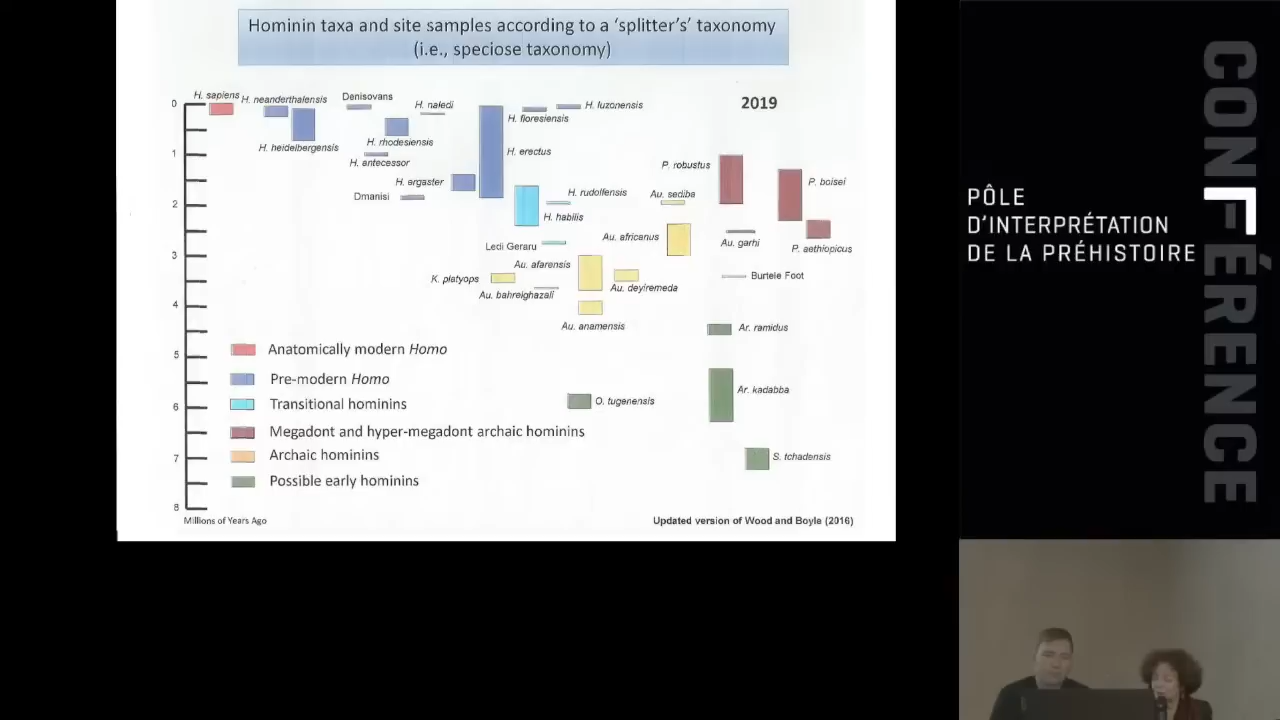 Hominin taxa and site samples according to a ‘splitter’s’ taxonomy
(i.e., speciose taxonomy)
2019
0
1
2
3
4
5
6
7
8
H. sapiens
H. neanderthalensis
H. heidelbergensis
Denisovans
H. rhodesiensis
H. antecessor
H. naledi
H. ergaster
Dmanisi
H. floresiensis
H. luzonensis
H. erectus
H. rudolfensis
H. habilis
Ledi Geraru
P. robustus
P. boisei
P. aethiopicus
Au. sediba
Au. africanus
Au. garhi
Au. afarensis
K. platyops
Au. bahrelghazali
Au. deyiremeda
Burtele Foot
Au. anamensis
Ar. ramidus
Ar. kadabba
O. tugenensis
S. tchadensis
Anatomically modern Homo
Pre-modern Homo
Transitional hominins
Megadont and hyper-megadont archaic hominins
Archaic hominins
Possible early hominins
Millions of Years Ago
Updated version of Wood and Boyle (2016)
PÔLE
D'INTERPRÉTATION
DE LA PRÉHISTOIRE
CONFÉRENCE